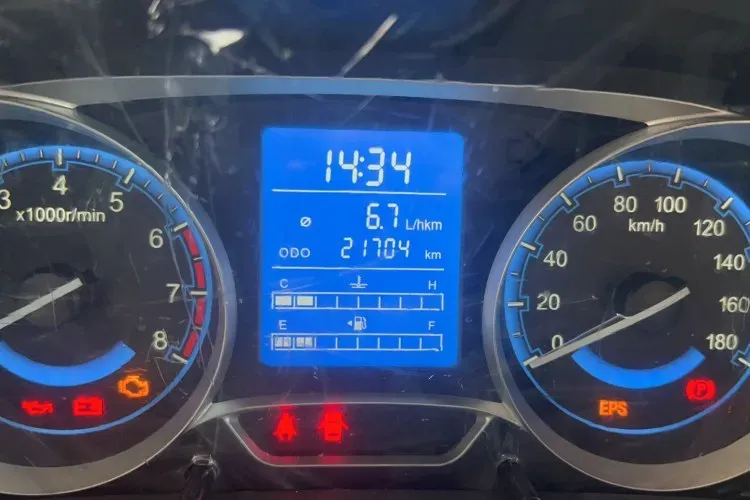 14:34
ø 6.7 L/hkm
ODO 21704 km
C H
E F
3 4 5 6 7 8
x1000r/min
0 20 40 60 80 100 120 140 160 180
km/h
EPS
P